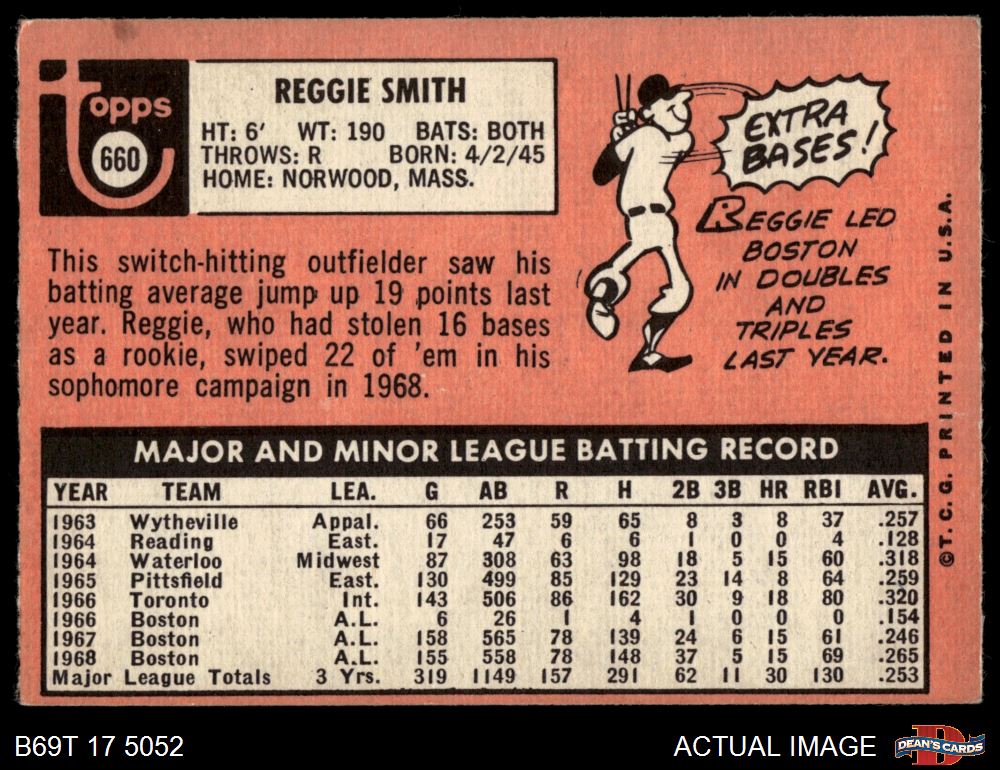 topps
660
REGGIE SMITH
HT: 6' WT: 190 BATS: BOTH
THROWS: R BORN: 4/2/45
HOME: NORWOOD, MASS.
This switch-hitting outfielder saw his
batting average jump up 19 points last
year. Reggie, who had stolen 16 bases
as a rookie, swiped 22 of 'em in his
sophomore campaign in 1968.
EXTRA
BASES!
REGGIE LED
BOSTON
IN DOUBLES
AND
TRIPLES
LAST YEAR.
MAJOR AND MINOR LEAGUE BATTING RECORD
YEAR TEAM LEA. G AB R H 2B 3B HR RBI AVG.
1963 Wytheville Appal. 66 253 59 65 8 3 8 37 .257
1964 Reading East. 17 47 6 6 1 0 0 4 .128
1964 Waterloo Midwest 87 308 63 98 18 5 15 60 .318
1965 Pittsfield East. 130 499 85 129 23 14 8 64 .259
1966 Toronto Int. 143 506 86 162 30 9 18 80 .320
1966 Boston A.L. 6 26 1 4 1 0 0 0 .154
1967 Boston A.L. 158 565 78 139 24 6 15 61 .246
1968 Boston A.L. 155 558 78 148 37 5 15 69 .265
Major League Totals 3 Yrs. 319 1149 157 291 62 11 30 130 .253
©T.C.G. PRINTED IN U.S.A.
B69T 17 5052
ACTUAL IMAGE
D
DEAN'S CARDS